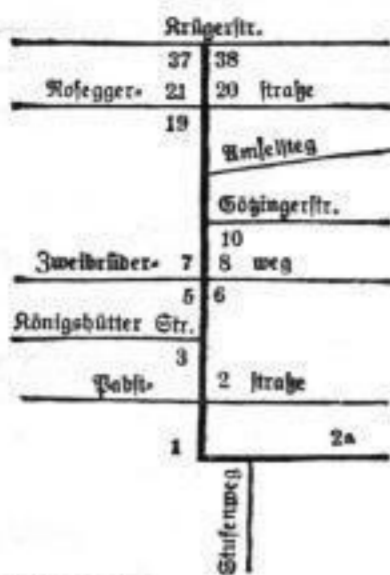 Krügerstr.
37 38
Rosegger- 21 20 straße
19
Amselsteg
Götzingerstr.
10
Zweibrüder- 7 8 weg
5 6
Königshütter Str.
3
Pabst- 2 straße
1 2a
Stufenweg